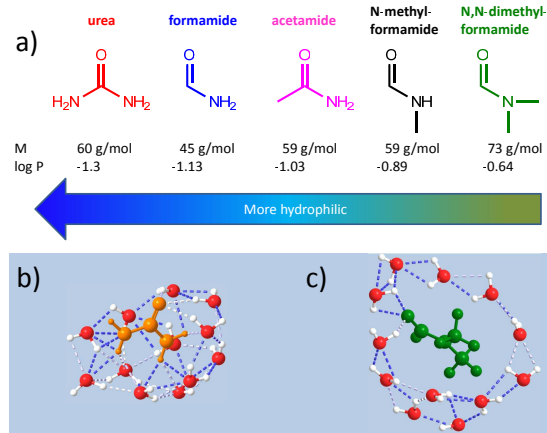 a)
urea
formamide
acetamide
N-methyl-
formamide
N,N-dimethyl-
formamide
O
H₂N
NH₂
O
NH₂
O
NH₂
O
NH
O
N
M 60 g/mol 45 g/mol 59 g/mol 59 g/mol 73 g/mol
log P -1.3 -1.13 -1.03 -0.89 -0.64
More hydrophilic
b)
c)